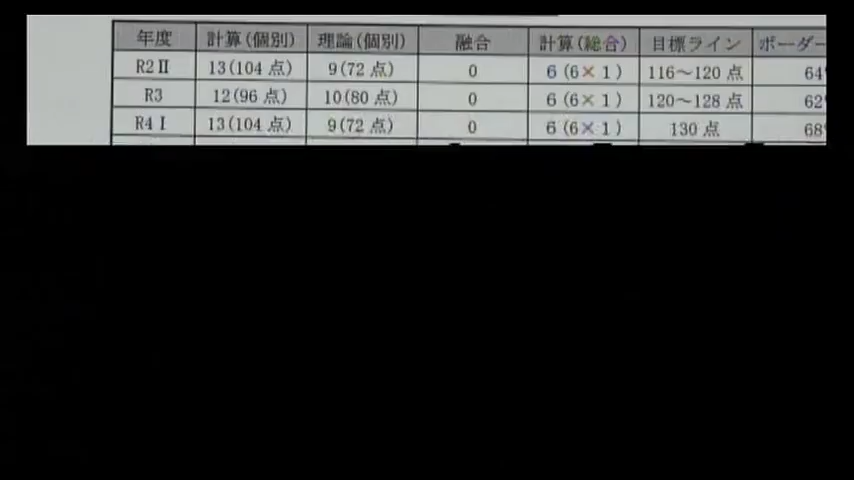 年度 計算(個別) 理論(個別) 融合 計算(総合) 目標ライン ボーダー
R2Ⅱ 13(104点) 9(72点) 0 6(6×1) 116～120点 64
R3 12(96点) 10(80点) 0 6(6×1) 120～128点 62
R4Ⅰ 13(104点) 9(72点) 0 6(6×1) 130点 68